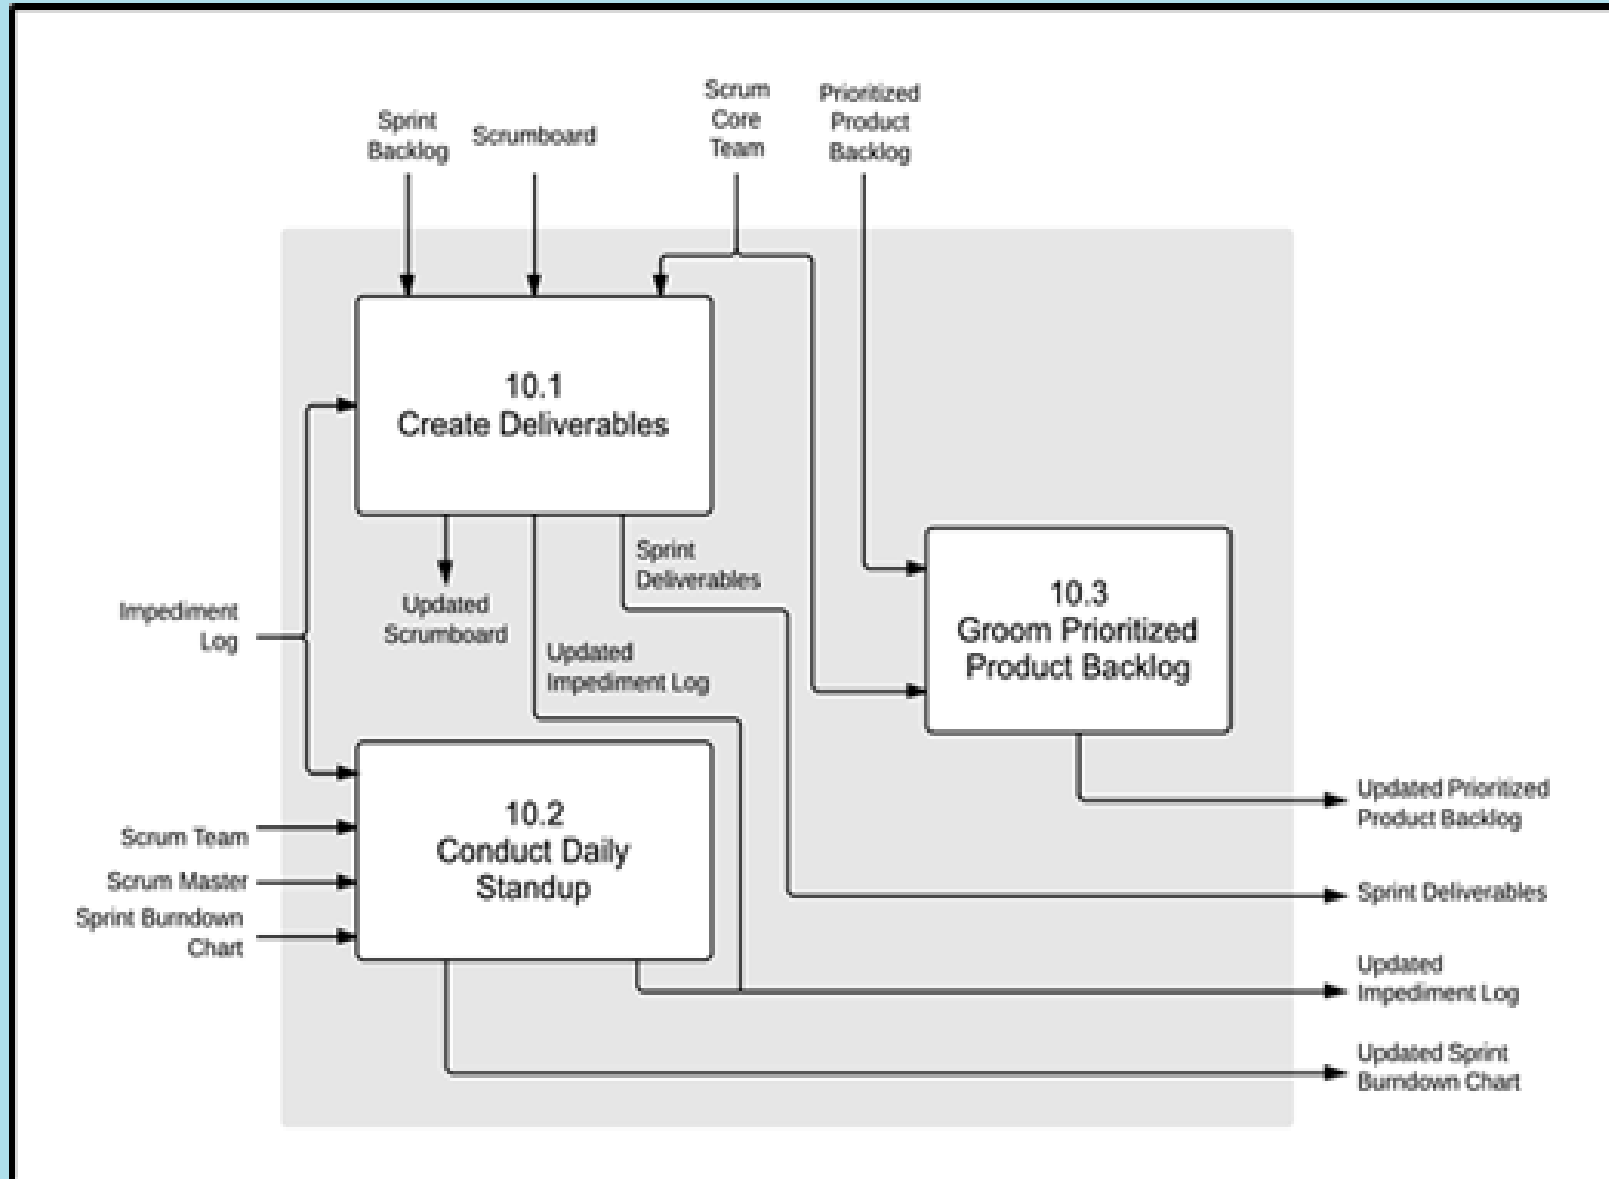 Sprint
Backlog
Scrumboard
Scrum
Core
Team
Prioritized
Product
Backlog
10.1
Create Deliverables
Sprint
Deliverables
Updated
Scrumboard
Impediment
Log
Updated
Impediment Log
10.3
Groom Prioritized
Product Backlog
10.2
Conduct Daily
Standup
Scrum Team
Scrum Master
Sprint Burndown
Chart
Updated Prioritized
Product Backlog
Sprint Deliverables
Updated
Impediment Log
Updated Sprint
Burndown Chart